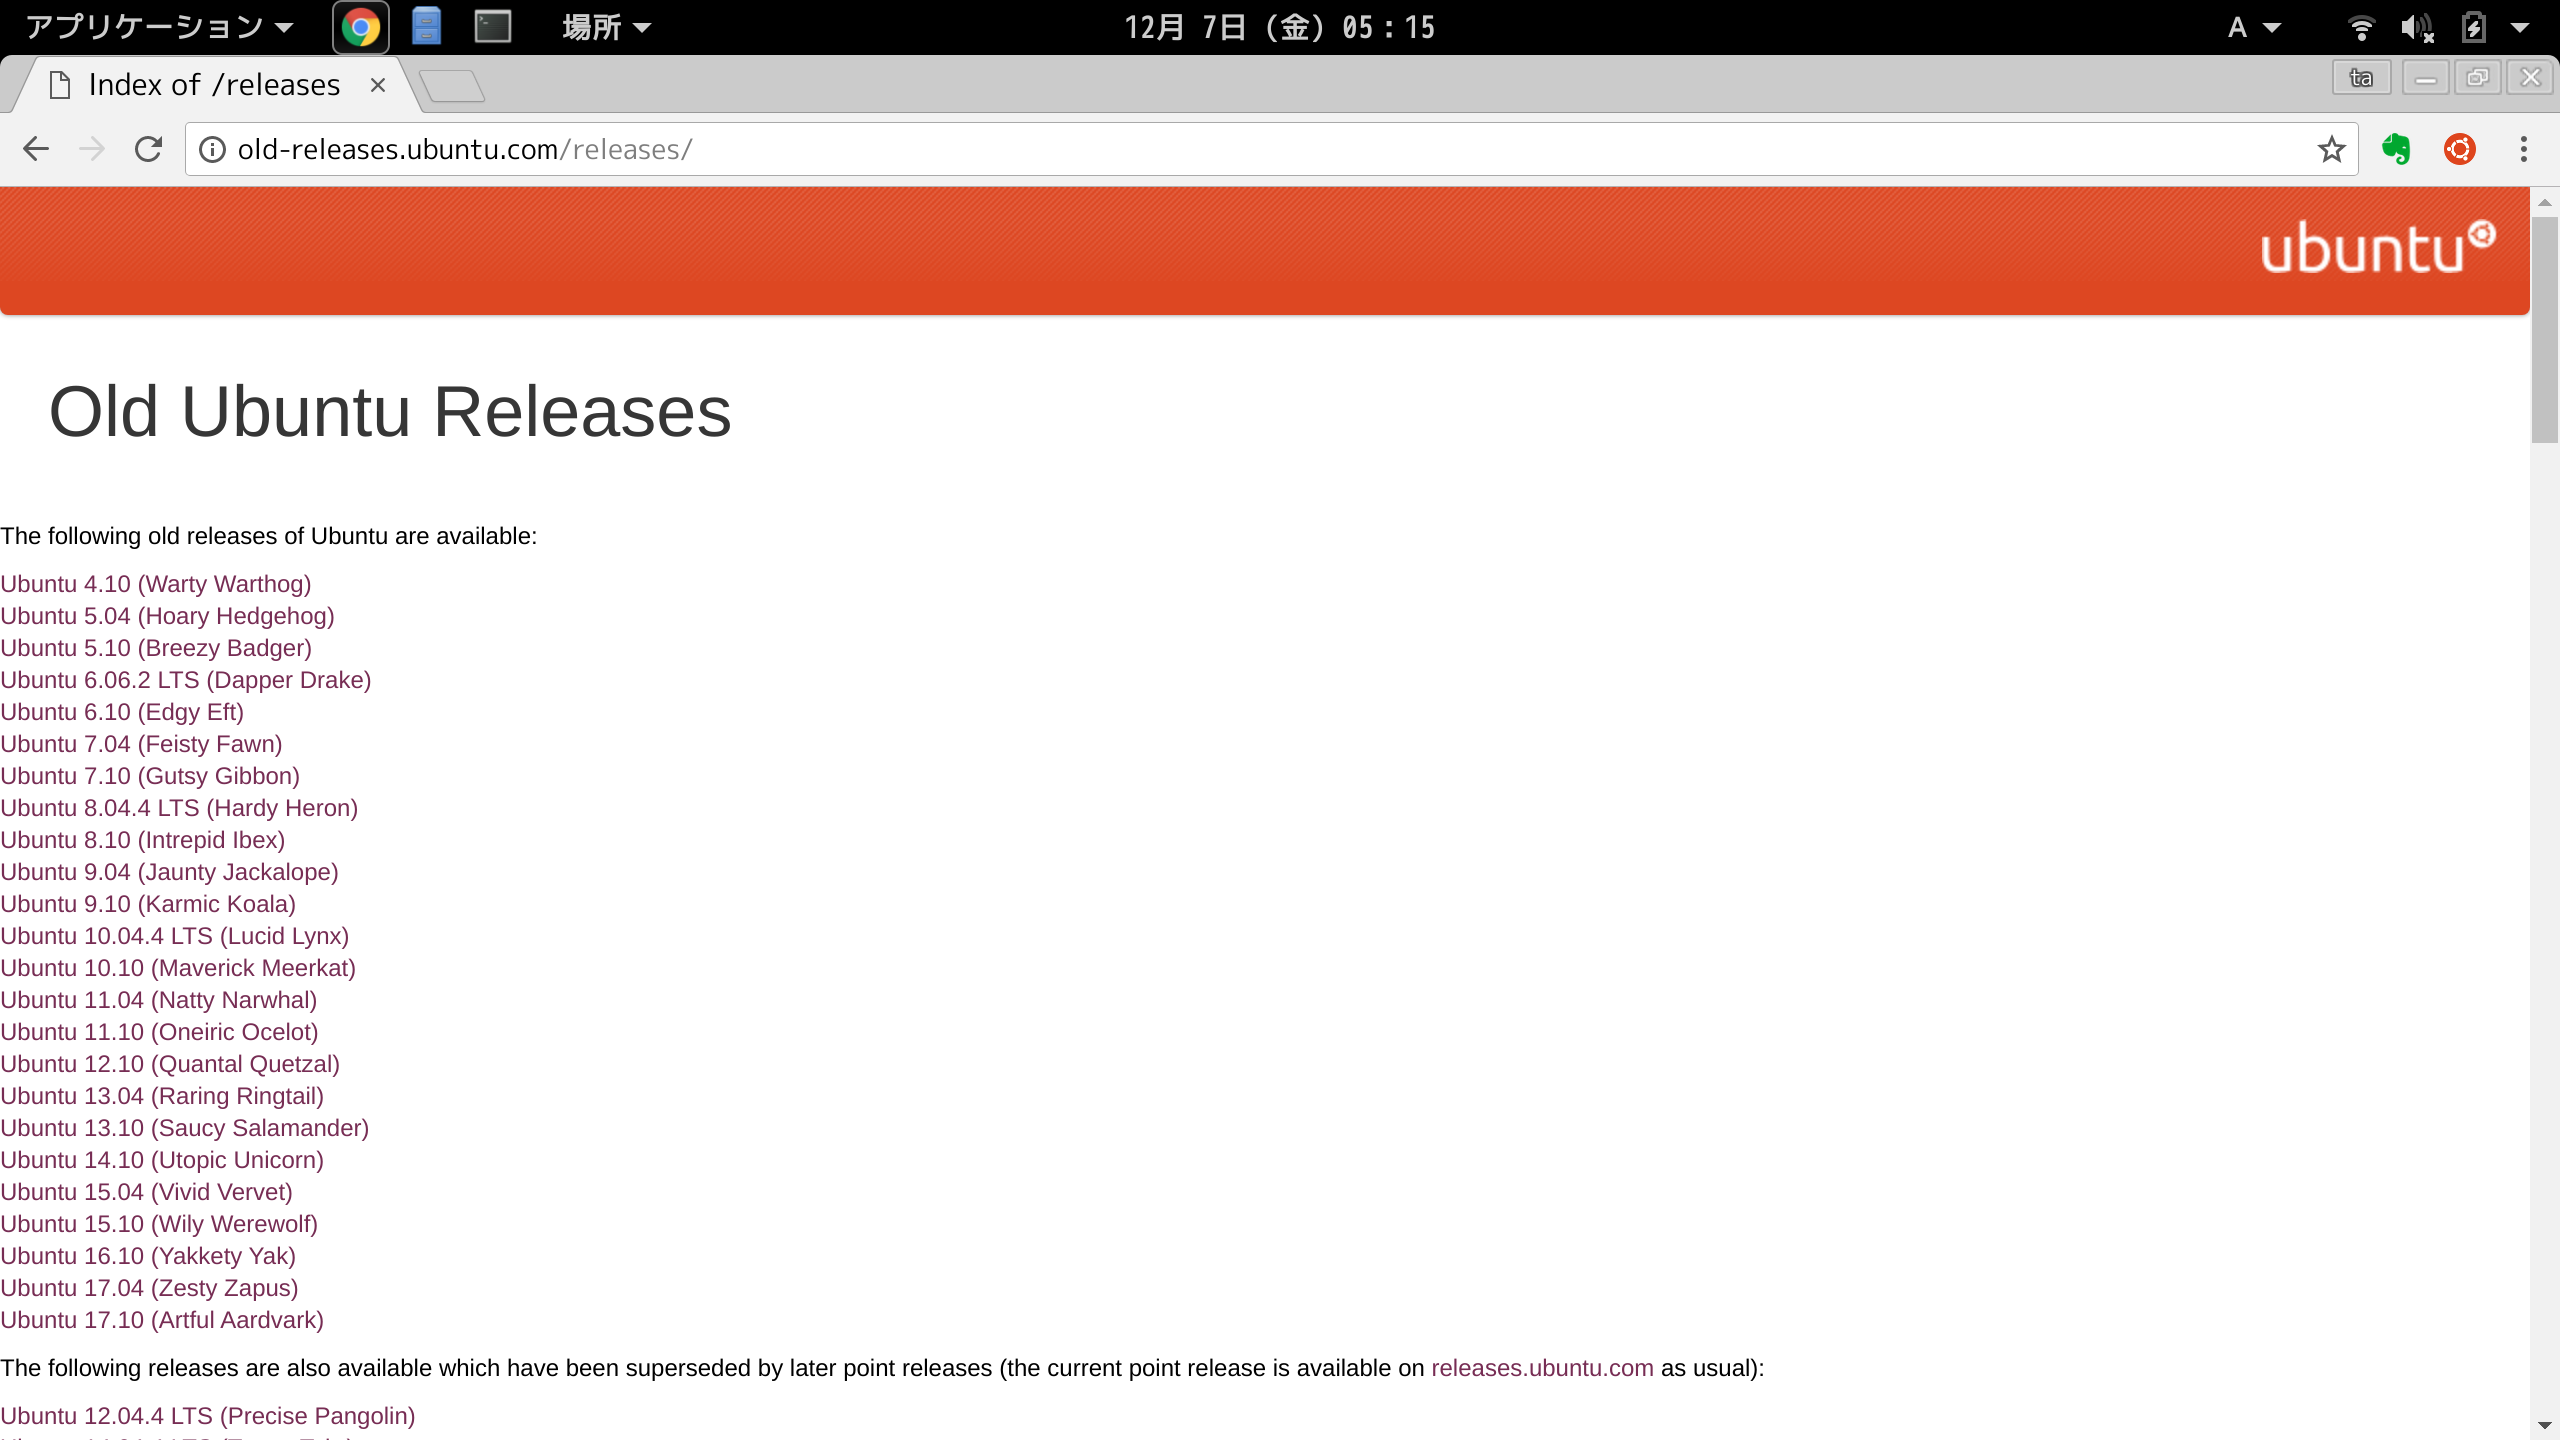 アプリケーション 場所 12月 7日 (金) 05：15 A
Index of /releases ta
old-releases.ubuntu.com/releases/
ubuntu
Old Ubuntu Releases
The following old releases of Ubuntu are available:
Ubuntu 4.10 (Warty Warthog)
Ubuntu 5.04 (Hoary Hedgehog)
Ubuntu 5.10 (Breezy Badger)
Ubuntu 6.06.2 LTS (Dapper Drake)
Ubuntu 6.10 (Edgy Eft)
Ubuntu 7.04 (Feisty Fawn)
Ubuntu 7.10 (Gutsy Gibbon)
Ubuntu 8.04.4 LTS (Hardy Heron)
Ubuntu 8.10 (Intrepid Ibex)
Ubuntu 9.04 (Jaunty Jackalope)
Ubuntu 9.10 (Karmic Koala)
Ubuntu 10.04.4 LTS (Lucid Lynx)
Ubuntu 10.10 (Maverick Meerkat)
Ubuntu 11.04 (Natty Narwhal)
Ubuntu 11.10 (Oneiric Ocelot)
Ubuntu 12.10 (Quantal Quetzal)
Ubuntu 13.04 (Raring Ringtail)
Ubuntu 13.10 (Saucy Salamander)
Ubuntu 14.10 (Utopic Unicorn)
Ubuntu 15.04 (Vivid Vervet)
Ubuntu 15.10 (Wily Werewolf)
Ubuntu 16.10 (Yakkety Yak)
Ubuntu 17.04 (Zesty Zapus)
Ubuntu 17.10 (Artful Aardvark)
The following releases are also available which have been superseded by later point releases (the current point release is available on releases.ubuntu.com as usual):
Ubuntu 12.04.4 LTS (Precise Pangolin)